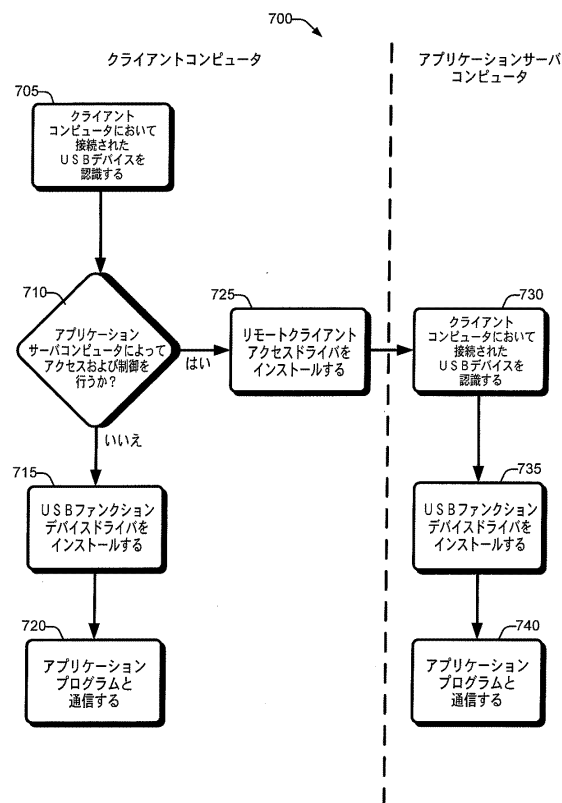 700
クライアントコンピュータ
アプリケーションサーバ
コンピュータ
705
クライアント
コンピュータにおいて
接続された
USBデバイスを
認識する
710
アプリケーション
サーバコンピュータによって
アクセスおよび制御を
行うか?
はい
いいえ
725
リモートクライアント
アクセスドライバを
インストールする
730
クライアント
コンピュータにおいて
接続された
USBデバイスを
認識する
715
USBファンクション
デバイスドライバを
インストールする
735
USBファンクション
デバイスドライバを
インストールする
720
アプリケーション
プログラムと
通信する
740
アプリケーション
プログラムと
通信する